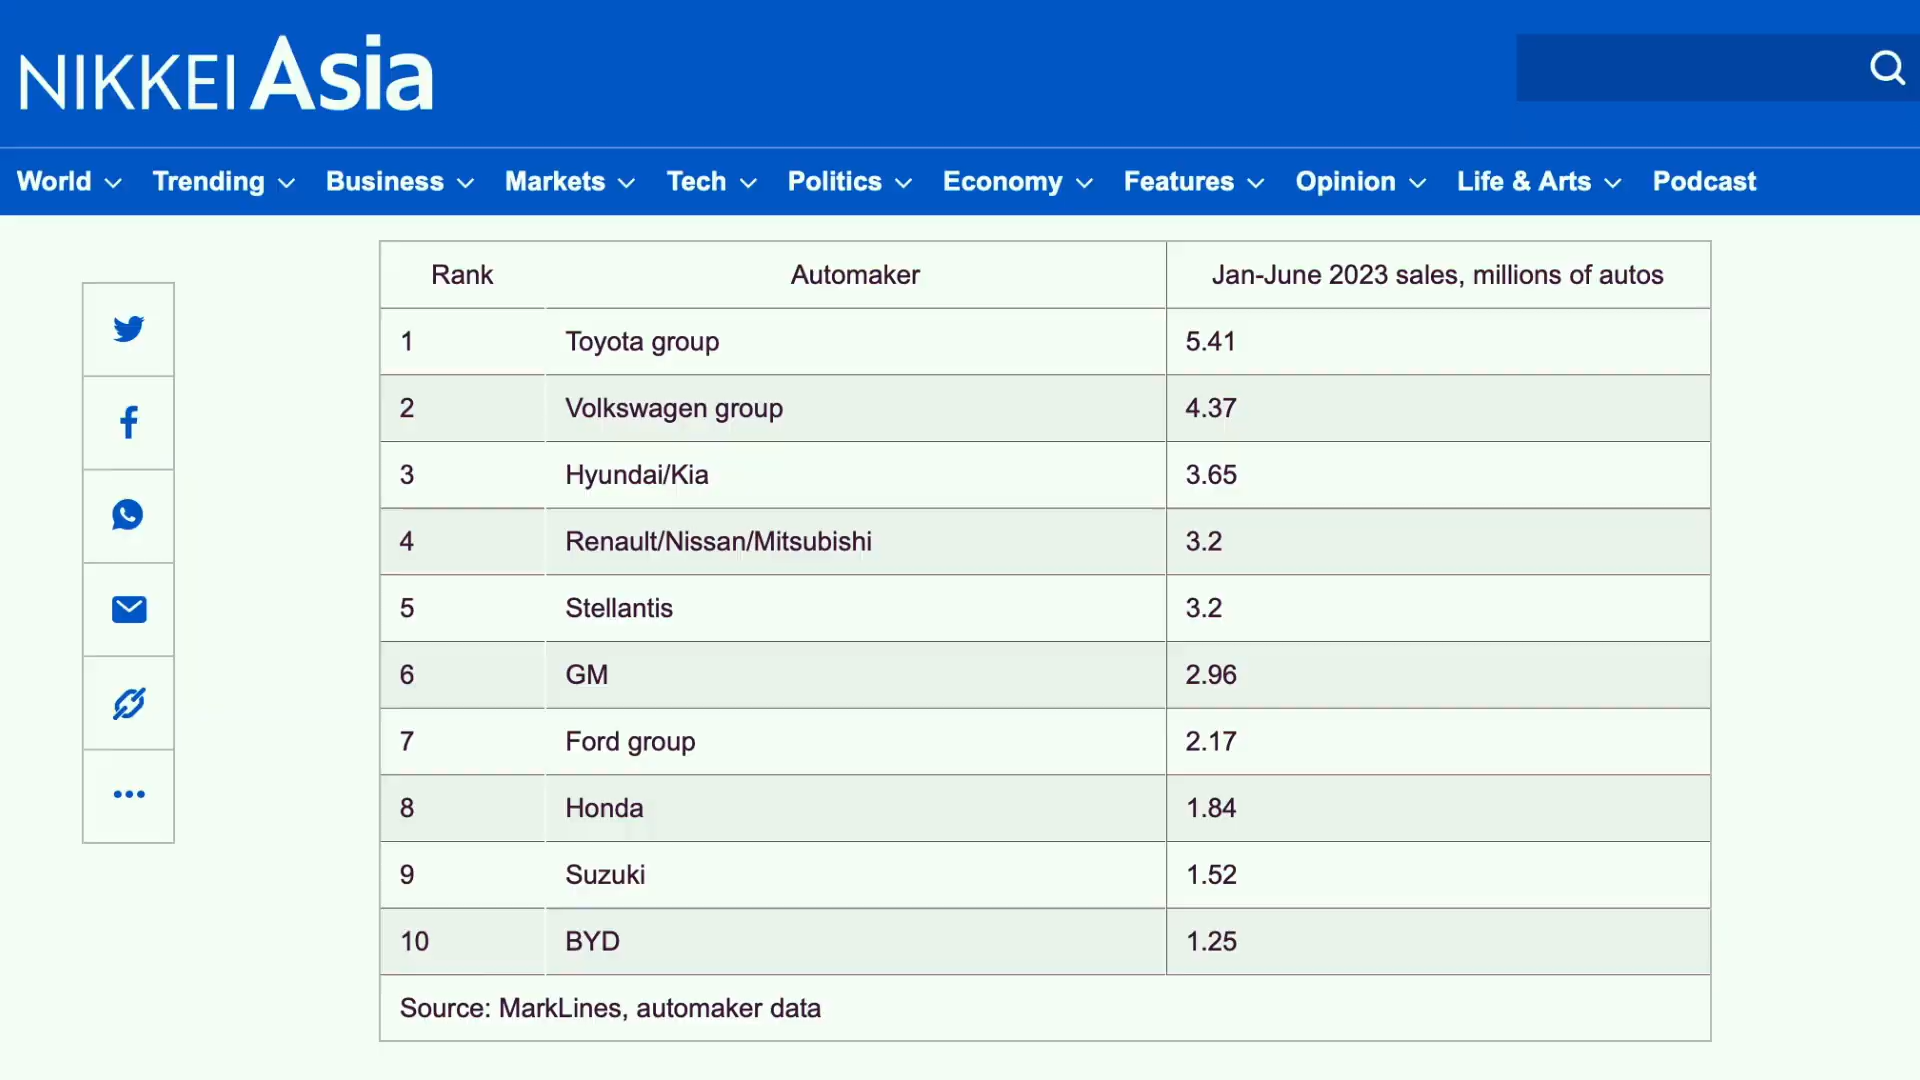 NIKKEI Asia
World Trending Business Markets Tech Politics Economy Features Opinion Life & Arts Podcast
Rank Automaker Jan-June 2023 sales, millions of autos
1 Toyota group 5.41
2 Volkswagen group 4.37
3 Hyundai/Kia 3.65
4 Renault/Nissan/Mitsubishi 3.2
5 Stellantis 3.2
6 GM 2.96
7 Ford group 2.17
8 Honda 1.84
9 Suzuki 1.52
10 BYD 1.25
Source: MarkLines, automaker data